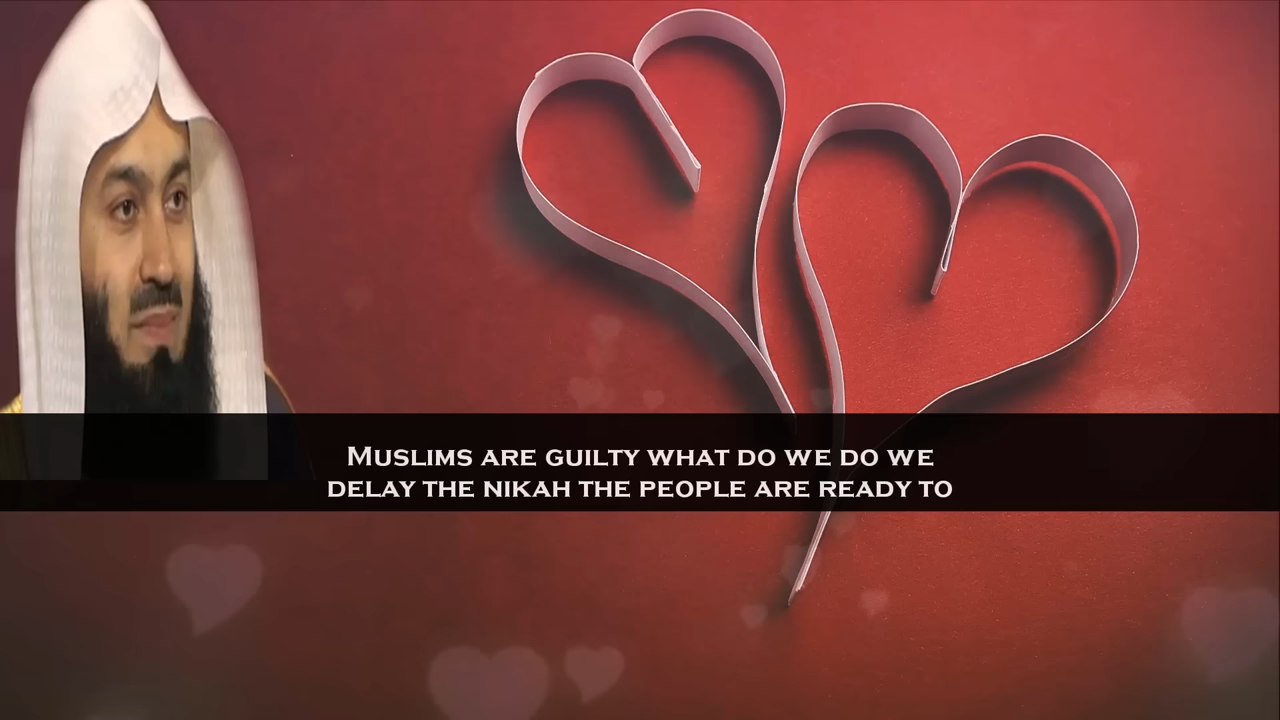 Muslims are guilty what do we do we
delay the nikah the people are ready to